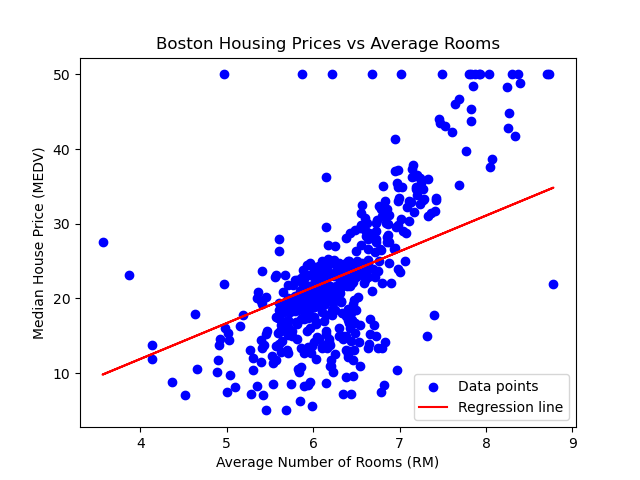 Boston Housing Prices vs Average Rooms
Median House Price (MEDV)
50
40
30
20
10
4
5
6
7
8
9
Average Number of Rooms (RM)
Data points
Regression line